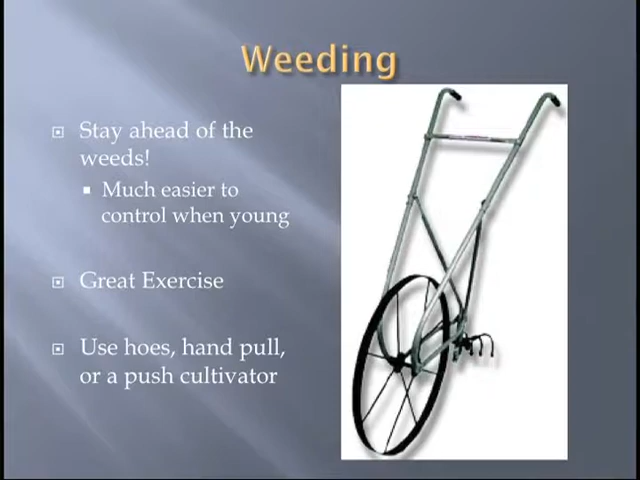 Weeding
Stay ahead of the
weeds!
Much easier to
control when young
Great Exercise
Use hoes, hand pull,
or a push cultivator